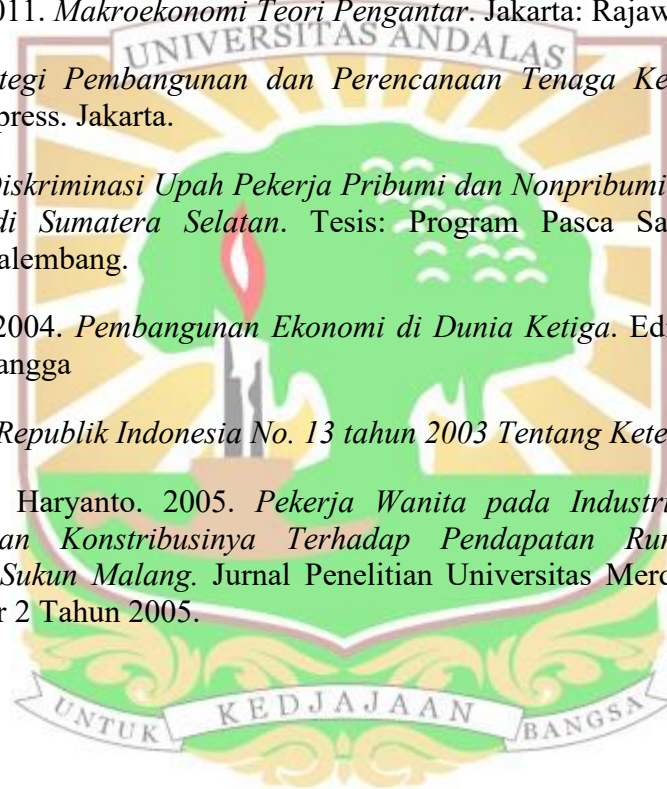 011. Makroekonomi Teori Pengantar. Jakarta: Rajaw
UNIVERSITAS ANDALAS
tegi Pembangunan dan Perencanaan Tenaga Ke
press. Jakarta.
Diskriminasi Upah Pekerja Pribumi dan Nonpribumi
di Sumatera Selatan. Tesis: Program Pasca Sa
alembang.
2004. Pembangunan Ekonomi di Dunia Ketiga. Edi
angga
Republik Indonesia No. 13 tahun 2003 Tentang Kete
Haryanto. 2005. Pekerja Wanita pada Industri
an Konstribusinya Terhadap Pendapatan Ru
Sukun Malang. Jurnal Penelitian Universitas Merd
r 2 Tahun 2005.
UNTUK KEDJAJAAN BANGSA